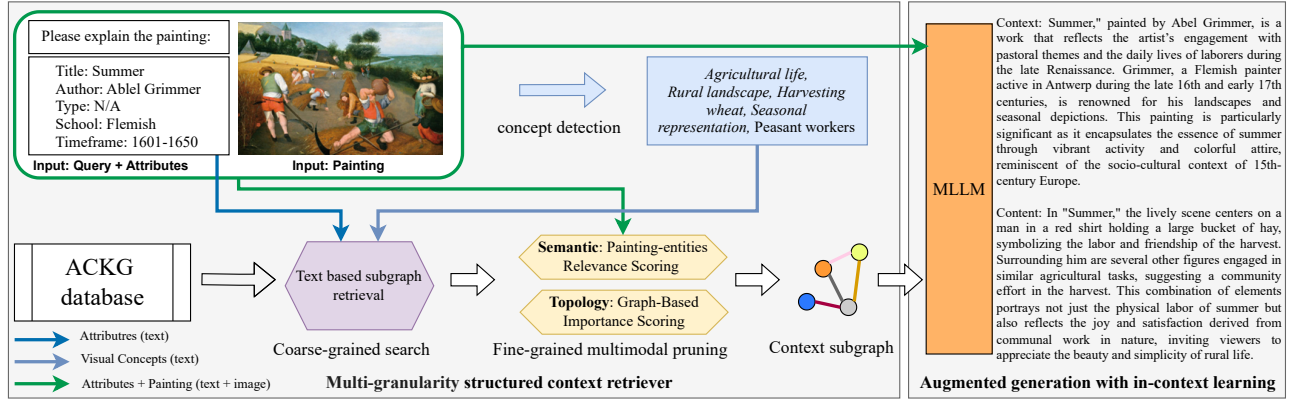 Please explain the painting:
Title: Summer
Author: Ablel Grimmer
Type: N/A
School: Flemish
Timeframe: 1601-1650
Input: Query + Attributes
Input: Painting
concept detection
Agricultural life,
Rural landscape, Harvesting
wheat, Seasonal
representation, Peasant workers
ACKG
database
Text based subgraph
retrieval
Coarse-grained search
Semantic: Painting-entities
Relevance Scoring
Topology: Graph-Based
Importance Scoring
Fine-grained multimodal pruning
Context subgraph
Attributres (text)
Visual Concepts (text)
Attributes + Painting (text + image)
Multi-granularity structured context retriever
MLLM
Context: Summer," painted by Abel Grimmer, is a
work that reflects the artist's engagement with
pastoral themes and the daily lives of laborers during
the late Renaissance. Grimmer, a Flemish painter
active in Antwerp during the late 16th and early 17th
centuries, is renowned for his landscapes and
seasonal depictions. This painting is particularly
significant as it encapsulates the essence of summer
through vibrant activity and colorful attire,
reminiscent of the socio-cultural context of 15th-
century Europe.
Content: In "Summer," the lively scene centers on a
man in a red shirt holding a large bucket of hay,
symbolizing the labor and friendship of the harvest.
Surrounding him are several other figures engaged in
similar agricultural tasks, suggesting a community
effort in the harvest. This combination of elements
portrays not just the physical labor of summer but
also reflects the joy and satisfaction derived from
communal work in nature, inviting viewers to
appreciate the beauty and simplicity of rural life.
Augmented generation with in-context learning